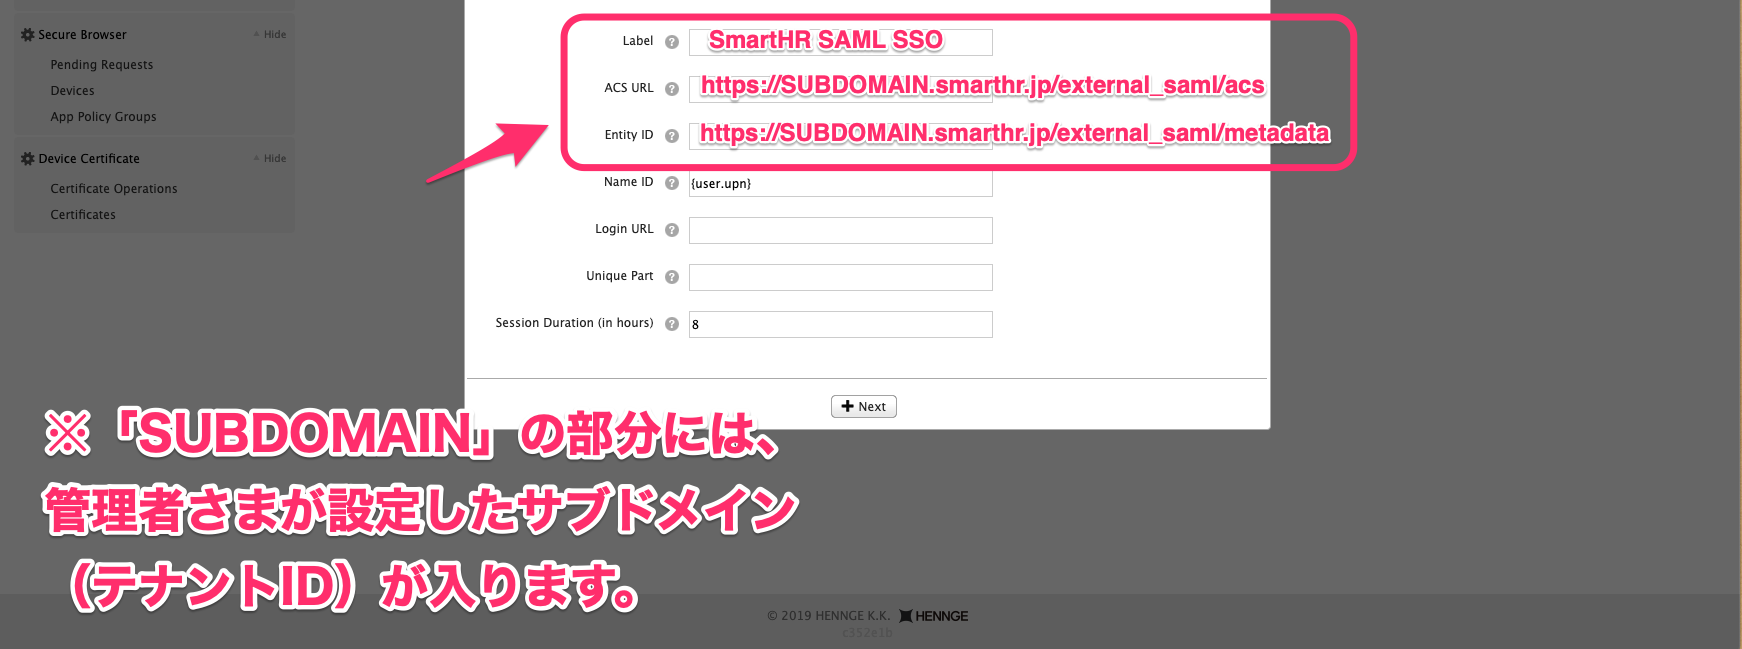 Secure Browser
Hide
Pending Requests
Devices
App Policy Groups
Device Certificate
Hide
Certificate Operations
Certificates
Label ? SmartHR SAML SSO
ACS URL ? https://SUBDOMAIN.smarthr.jp/external_saml/acs
Entity ID ? https://SUBDOMAIN.smarthr.jp/external_saml/metadata
Name ID ? {user.upn}
Login URL ?
Unique Part ?
Session Duration (in hours) ? 8
Next
※「SUBDOMAIN」の部分には、
管理者さまが設定したサブドメイン
（テナントID）が入ります。
© 2019 HENNGE K.K. HENNGE
c352e1b